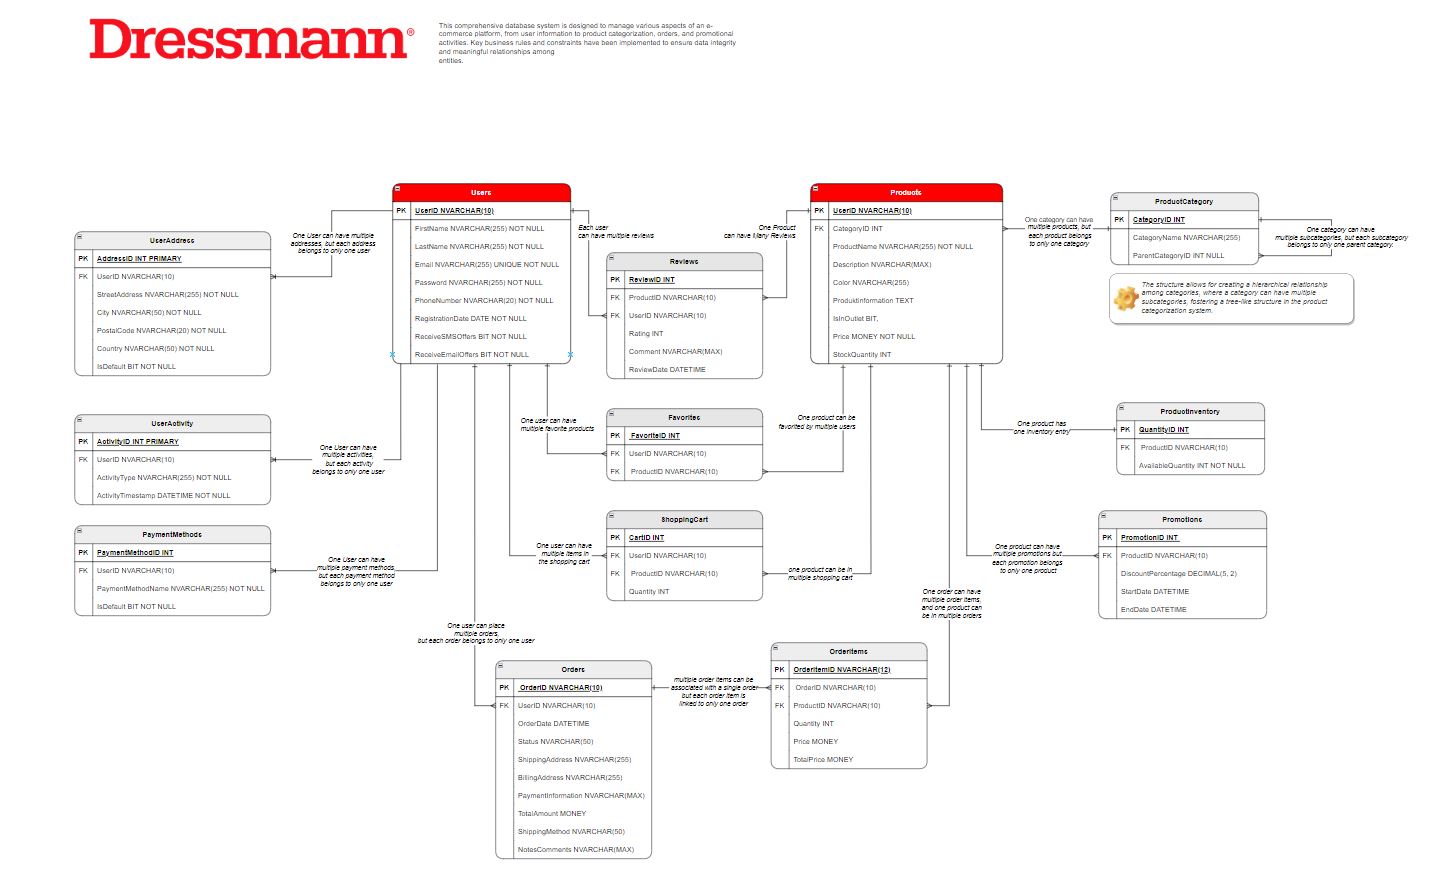 Dressmann®
This comprehensive database system is designed to manage various aspects of an e-
commerce platform, from user information to product categorization, orders, and promotional
activities. Key business rules and constraints have been implemented to ensure data integrity
and meaningful relationships among
entities.
Users
PK UserID NVARCHAR(10)
FirstName NVARCHAR(255) NOT NULL
LastName NVARCHAR(255) NOT NULL
Email NVARCHAR(255) UNIQUE NOT NULL
Password NVARCHAR(255) NOT NULL
PhoneNumber NVARCHAR(20) NOT NULL
RegistrationDate DATE NOT NULL
ReceiveSMSOffers BIT NOT NULL
ReceiveEmailOffers BIT NOT NULL
Products
PK UserID NVARCHAR(10)
FK CategoryID INT
ProductName NVARCHAR(255) NOT NULL
Description NVARCHAR(MAX)
Color NVARCHAR(255)
ProduktInformation TEXT
IsInOutlet BIT,
Price MONEY NOT NULL
StockQuantity INT
ProductCategory
PK CategoryID INT
CategoryName NVARCHAR(255)
ParentCategoryID INT NULL
One category can have
multiple products, but
each product belongs
to only one category
One category can have
multiple subcategories, but each subcategory
belongs to only one parent category.
The structure allows for creating a hierarchical relationship
among categories, where a category can have multiple
subcategories, fostering a tree-like structure in the product
categorization system.
One User can have multiple
addresses, but each address
belongs to only one user
UserAddress
PK AddressID INT PRIMARY
FK UserID NVARCHAR(10)
StreetAddress NVARCHAR(255) NOT NULL
City NVARCHAR(50) NOT NULL
PostalCode NVARCHAR(20) NOT NULL
Country NVARCHAR(50) NOT NULL
IsDefault BIT NOT NULL
Each user
can have multiple reviews
One Product
can have Many Reviews
Reviews
PK ReviewID INT
FK ProductID NVARCHAR(10)
FK UserID NVARCHAR(10)
Rating INT
Comment NVARCHAR(MAX)
ReviewDate DATETIME
UserActivity
PK ActivityID INT PRIMARY
FK UserID NVARCHAR(10)
ActivityType NVARCHAR(255) NOT NULL
ActivityTimestamp DATETIME NOT NULL
One User can have
multiple activities,
but each activity
belongs to only one user
One user can have
multiple favorite products
Favorites
PK FavoriteID INT
FK UserID NVARCHAR(10)
FK ProductID NVARCHAR(10)
One product can be
favorited by multiple users
One product has
one inventory entry
ProductInventory
PK QuantityID INT
FK ProductID NVARCHAR(10)
AvailableQuantity INT NOT NULL
PaymentMethods
PK PaymentMethodID INT
FK UserID NVARCHAR(10)
PaymentMethodName NVARCHAR(255) NOT NULL
IsDefault BIT NOT NULL
One User can have
multiple payment methods,
but each payment method
belongs to only one user
One user can have
multiple items in
the shopping cart
ShoppingCart
PK CartID INT
FK UserID NVARCHAR(10)
FK ProductID NVARCHAR(10)
Quantity INT
one product can be in
multiple shopping cart
One product can have
multiple promotions but
each promotion belongs
to only one product
Promotions
PK PromotionID INT
FK ProductID NVARCHAR(10)
DiscountPercentage DECIMAL(5, 2)
StartDate DATETIME
EndDate DATETIME
One order can have
multiple order items,
and one product can
be in multiple orders
One user can place
multiple orders,
but each order belongs to only one user
Orders
PK OrderID NVARCHAR(10)
FK UserID NVARCHAR(10)
OrderDate DATETIME
Status NVARCHAR(50)
ShippingAddress NVARCHAR(255)
BillingAddress NVARCHAR(255)
PaymentInformation NVARCHAR(MAX)
TotalAmount MONEY
ShippingMethod NVARCHAR(50)
NotesComments NVARCHAR(MAX)
multiple order items can be
associated with a single order
but each order item is
linked to only one order
OrderItems
PK OrderItemID NVARCHAR(12)
FK OrderID NVARCHAR(10)
FK ProductID NVARCHAR(10)
Quantity INT
Price MONEY
TotalPrice MONEY